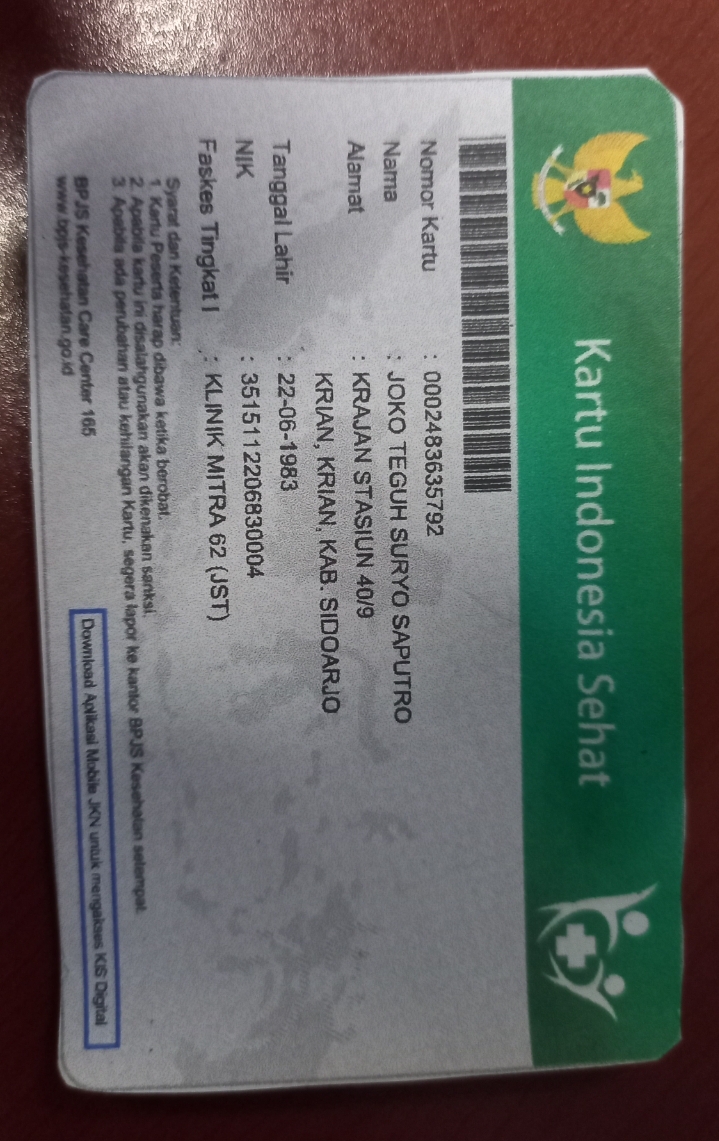 Kartu Indonesia Sehat
Nomor Kartu : 0002483635792
Nama : JOKO TEGUH SURYO SAPUTRO
Alamat : KRAJAN STASIUN 40/9
KRIAN, KRIAN, KAB. SIDOARJO
Tanggal Lahir : 22-06-1983
NIK : 3515112206830004
Faskes Tingkat I : KLINIK MITRA 62 (JST)
Syarat dan Ketentuan:
1. Kartu Peserta harap dibawa ketika berobat.
2. Apabila kartu ini disalahgunakan akan dikenakan sanksi.
3. Apabila ada perubahan atau kehilangan Kartu, segera lapor ke kantor BPJS Kesehatan setempat.
BPJS Kesehatan Care Center 165
www.bpjs-kesehatan.go.id
Download Aplikasi Mobile JKN untuk mengakses KIS Digital